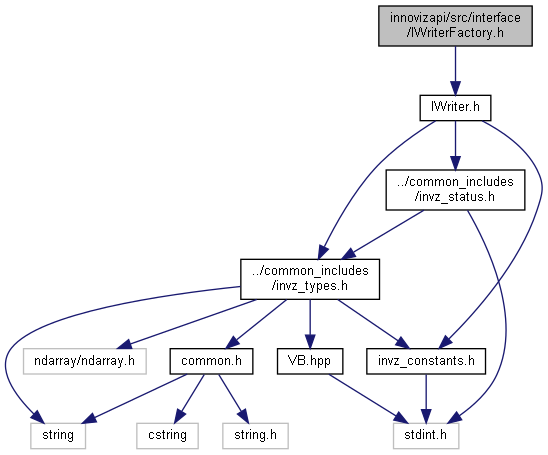 innovizapi/src/interface
/IWriterFactory.h
IWriter.h
../common_includes
/invz_status.h
../common_includes
/invz_types.h
ndarray/ndarray.h
common.h
VB.hpp
invz_constants.h
string
cstring
string.h
stdint.h